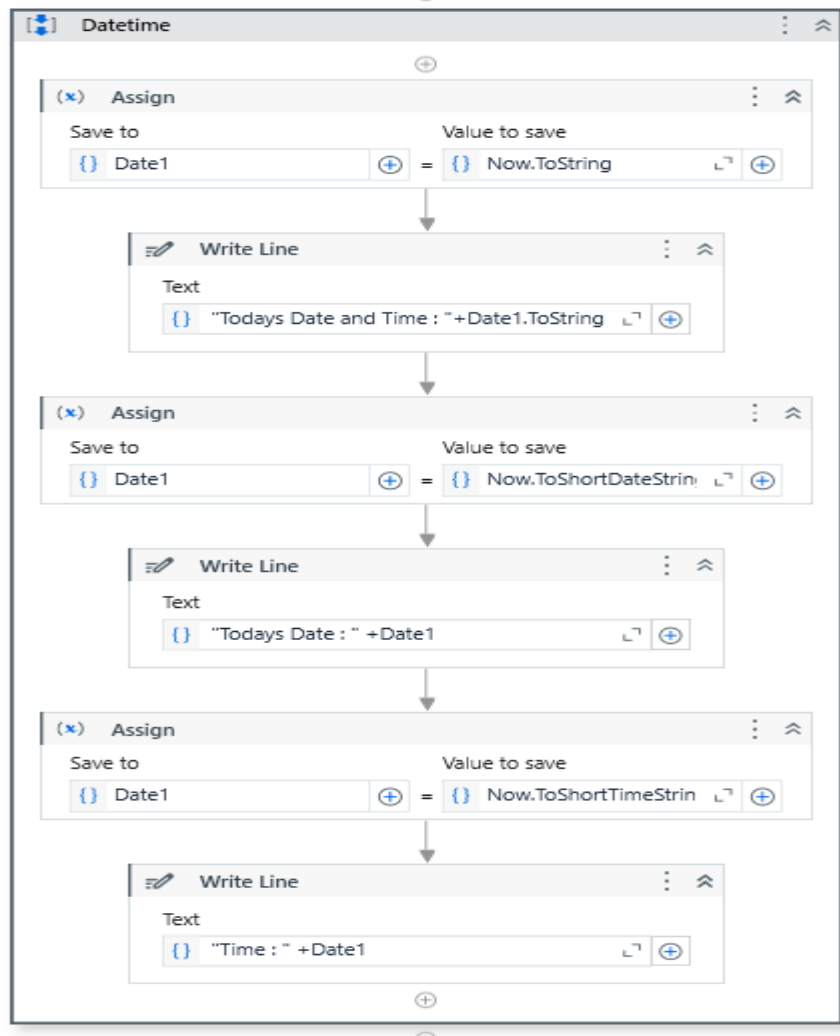 Datetime
Assign
Save to Value to save
{} Date1 = {} Now.ToString
Write Line
Text
{} "Todays Date and Time : "+Date1.ToString
Assign
Save to Value to save
{} Date1 = {} Now.ToShortDateString
Write Line
Text
{} "Todays Date : " +Date1
Assign
Save to Value to save
{} Date1 = {} Now.ToShortTimeStrin
Write Line
Text
{} "Time : " +Date1